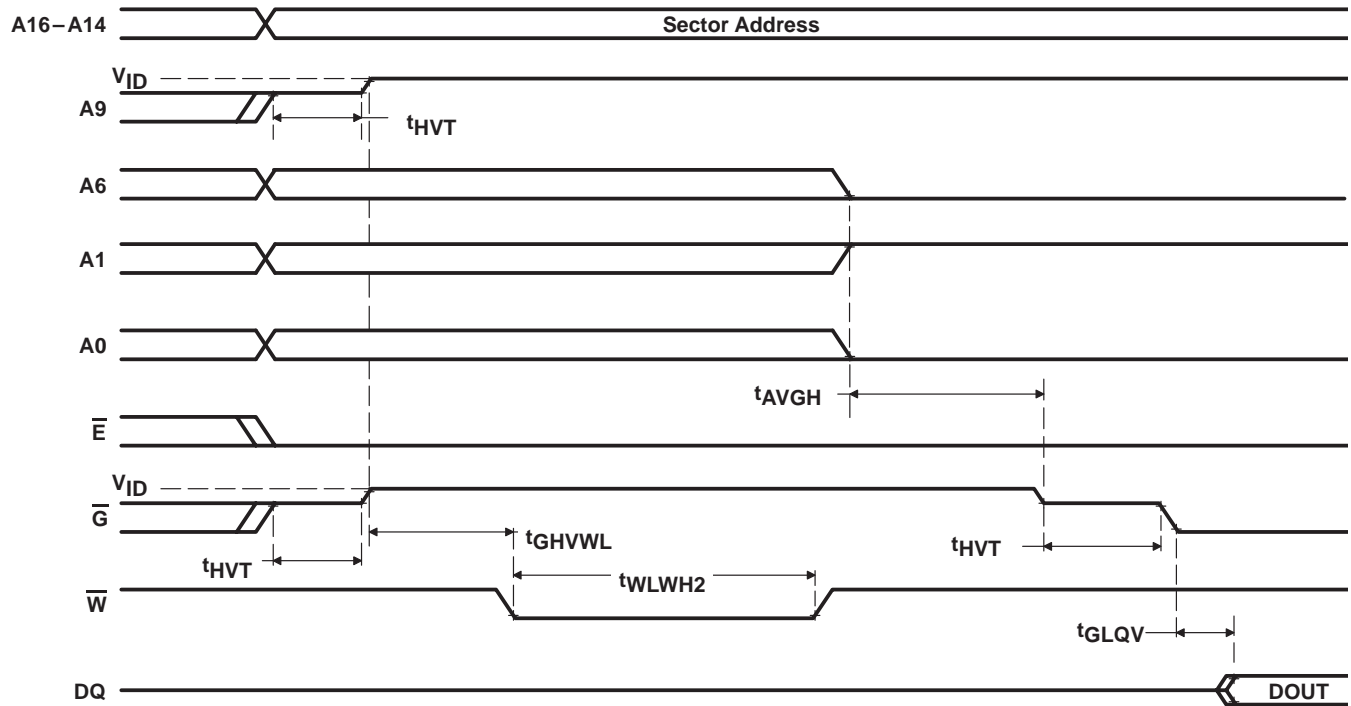 A16–A14 Sector Address
VID
A9
tHVT
A6
A1
A0
tAVGH
E
VID
G
tGHVWL
tHVT
tHVT
tWLWH2
W
tGLQV
DQ DOUT